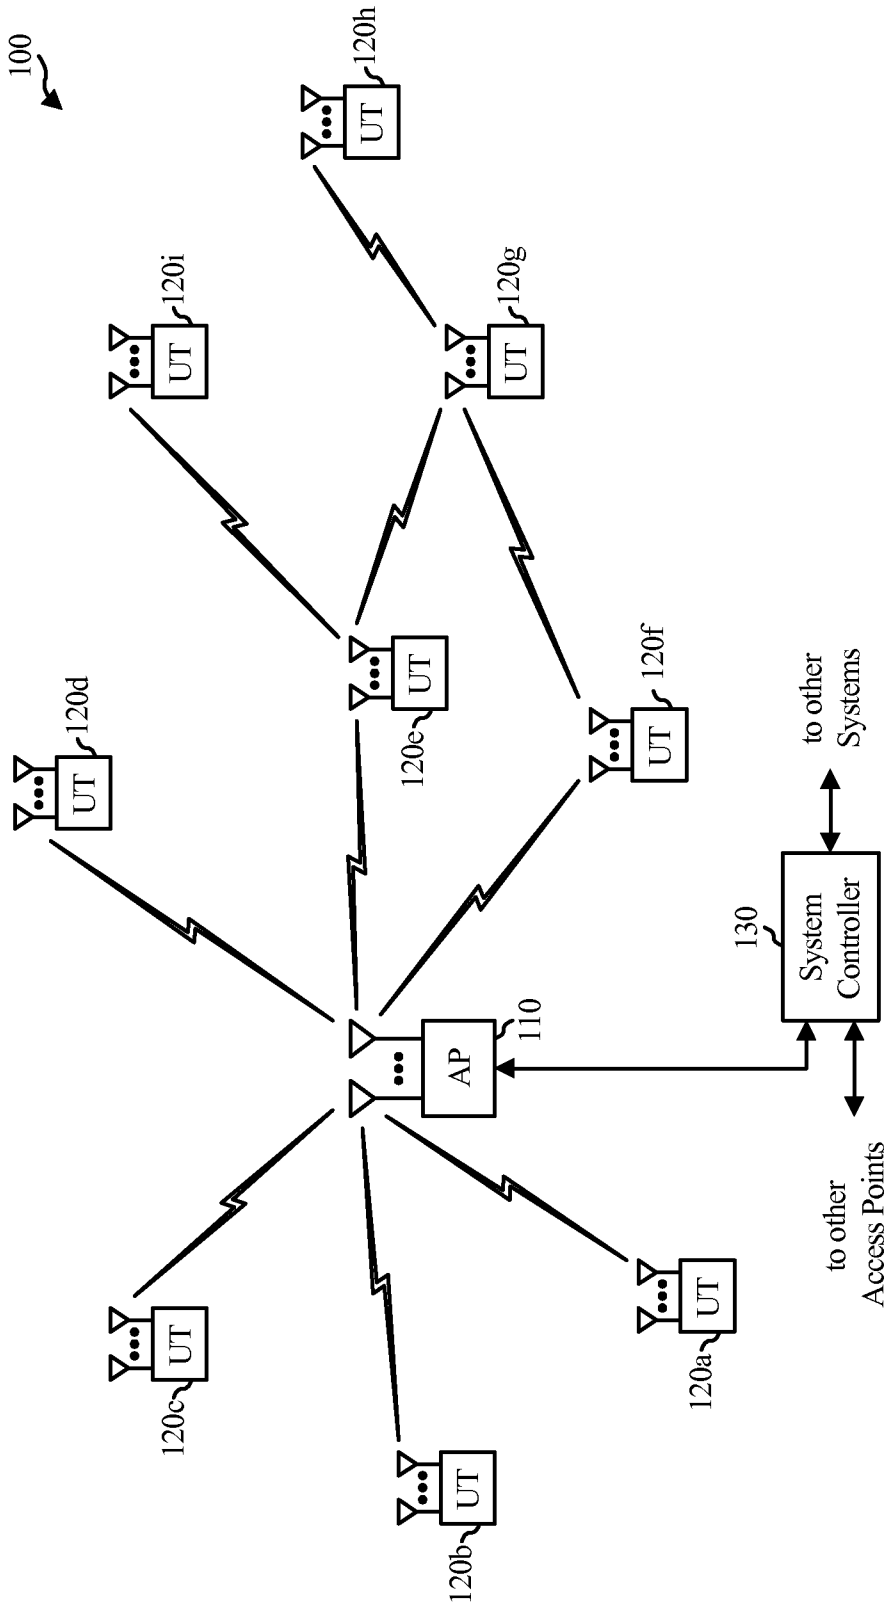 100
120h
UT
120i
UT
120g
UT
120d
UT
UT
120e
120f
UT
110
AP
to other
Systems
130
System
Controller
to other
Access Points
UT
120c
UT
120a
UT
120b